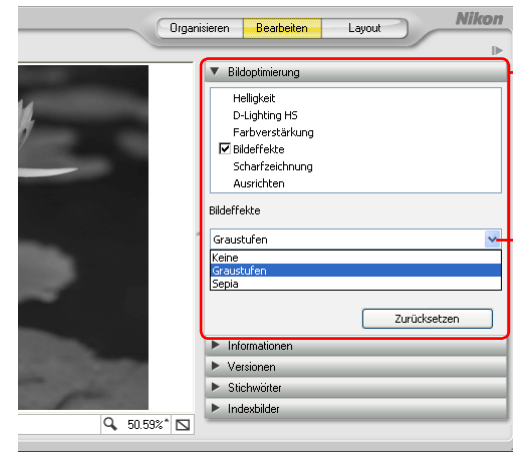 Organisieren Bearbeiten Layout Nikon
Bildoptimierung
Helligkeit
D-Lighting HS
Farbverstärkung
Bildeffekte
Scharfzeichnung
Ausrichten
Bildeffekte
Graustufen
Keine
Graustufen
Sepia
Zurücksetzen
Informationen
Versionen
Stichwörter
Indexbilder
50.59%*